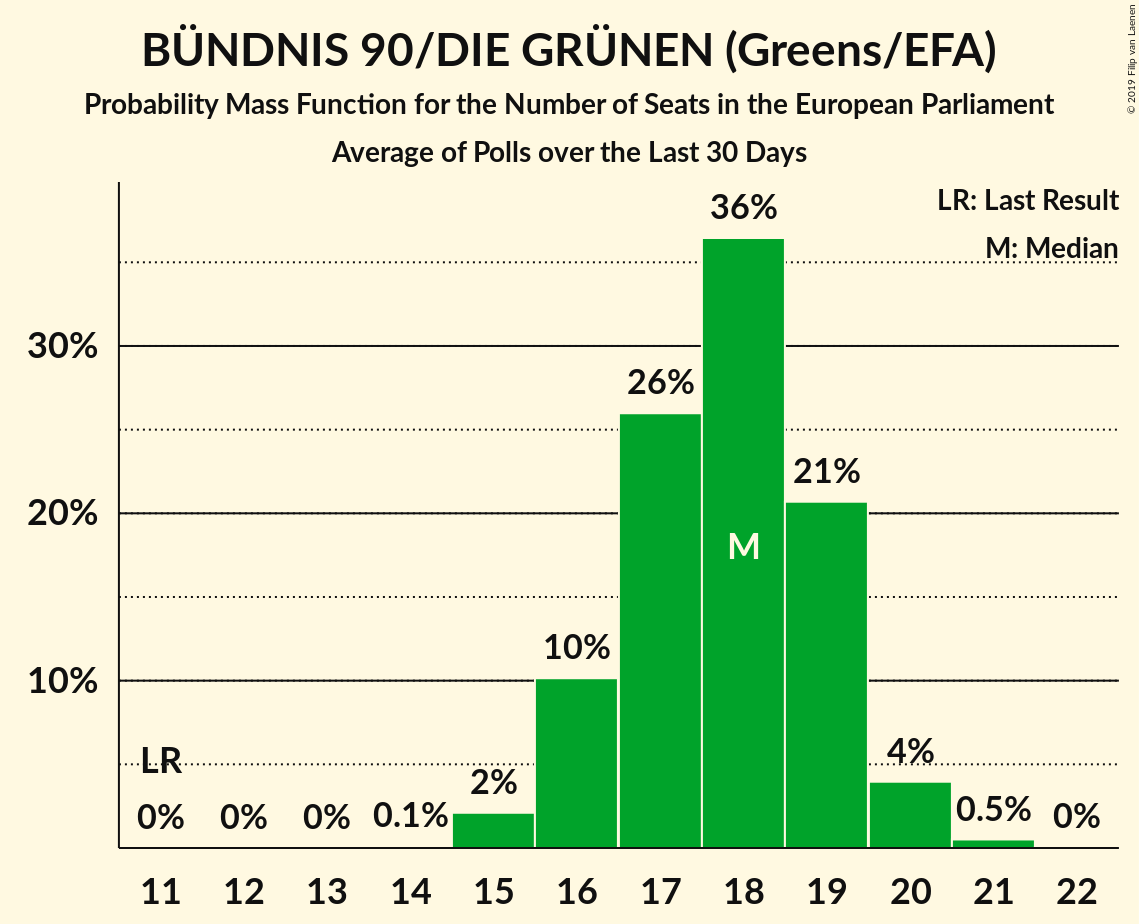 BÜNDNIS 90/DIE GRÜNEN (Greens/EFA)
Probability Mass Function for the Number of Seats in the European Parliament
Average of Polls over the Last 30 Days
© 2019 Filip van Laenen
LR: Last Result
M: Median
36%
30%
26%
21%
20%
M
10%
10%
LR
4%
2%
0%
0%
0%
0.1%
0.5%
0%
11 12 13 14 15 16 17 18 19 20 21 22